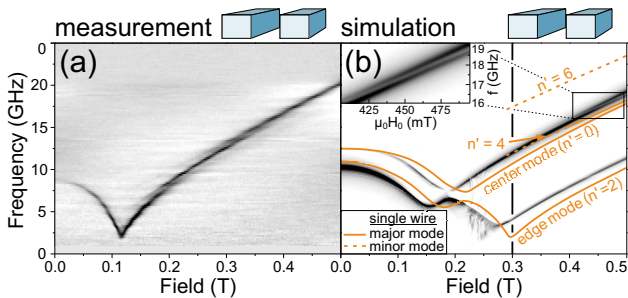 measurement
simulation
(a)
Frequency (GHz)
0
5
10
15
20
0
0.0
0.1
0.2
0.3
0.4
0.5
Field (T)
(b)
19
18
17
16
f (GHz)
425
450
475
μ₀H₀ (mT)
n' = 6
n' = 4
center mode (n'=0)
edge mode (n'=2)
single wire
major mode
minor mode
0.0
0.1
0.2
0.3
0.4
0.5
Field (T)